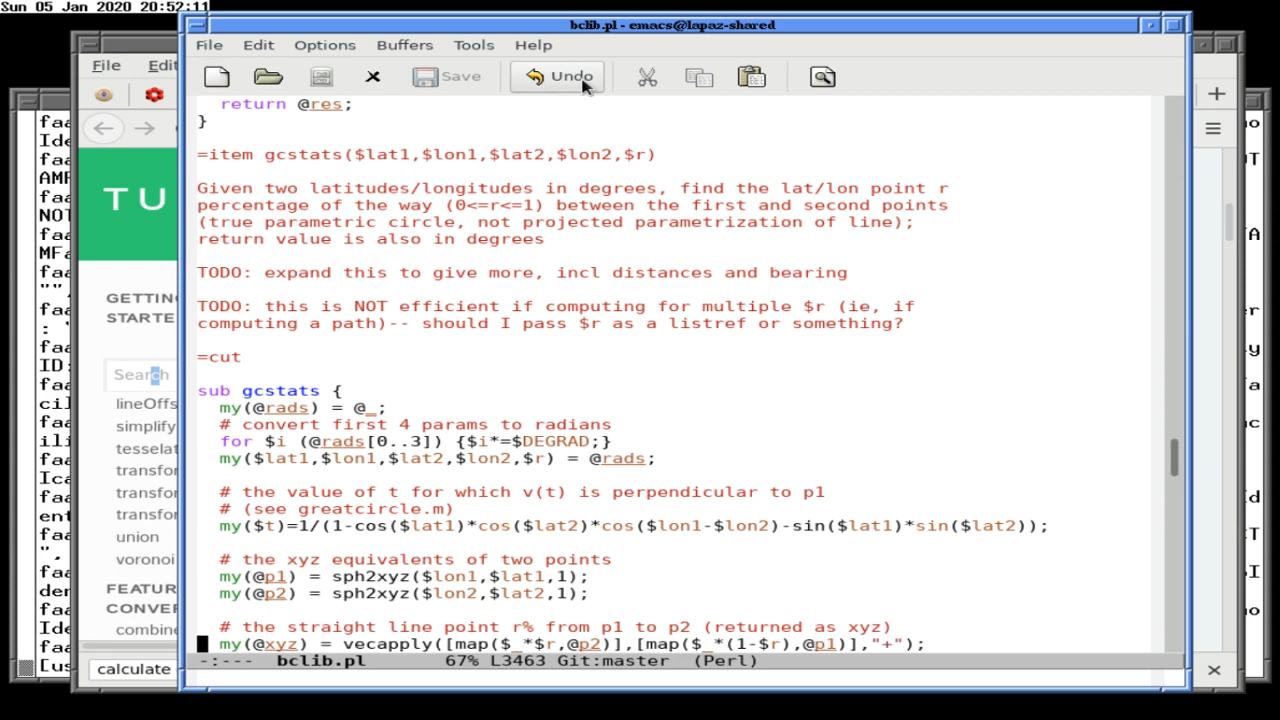 Sun 05 Jan 2020 20:52:11
bclib.pl - emacs@lapaz-shared
File Edit Options Buffers Tools Help
Save Undo
return @res;
}
=item gcstats($lat1,$lon1,$lat2,$lon2,$r)
Given two latitudes/longitudes in degrees, find the lat/lon point r
percentage of the way (0<=r<=1) between the first and second points
(true parametric circle, not projected parametrization of line);
return value is also in degrees
TODO: expand this to give more, incl distances and bearing
TODO: this is NOT efficient if computing for multiple $r (ie, if
computing a path)-- should I pass $r as a listref or something?
=cut
sub gcstats {
my(@rads) = @_;
# convert first 4 params to radians
for $i (@rads[0..3]) {$i*=$DEGRAD;}
my($lat1,$lon1,$lat2,$lon2,$r) = @rads;
# the value of t for which v(t) is perpendicular to p1
# (see greatcircle.m)
my($t)=1/(1-cos($lat1)*cos($lat2)*cos($lon1-$lon2)-sin($lat1)*sin($lat2));
# the xyz equivalents of two points
my(@p1) = sph2xyz($lon1,$lat1,1);
my(@p2) = sph2xyz($lon2,$lat2,1);
# the straight line point r% from p1 to p2 (returned as xyz)
my(@xyz) = vecapply([map($_*$r,@p2)],[map($_*(1-$r),@p1)],"+");
-:--- bclib.pl 67% L3463 Git:master (Perl)
File Edit
T U
GETTING
STARTE
Search
lineOffs
simplify
tesselat
transfor
transfor
transfor
union
voronoi
FEATUR
CONVER
combine
calculate